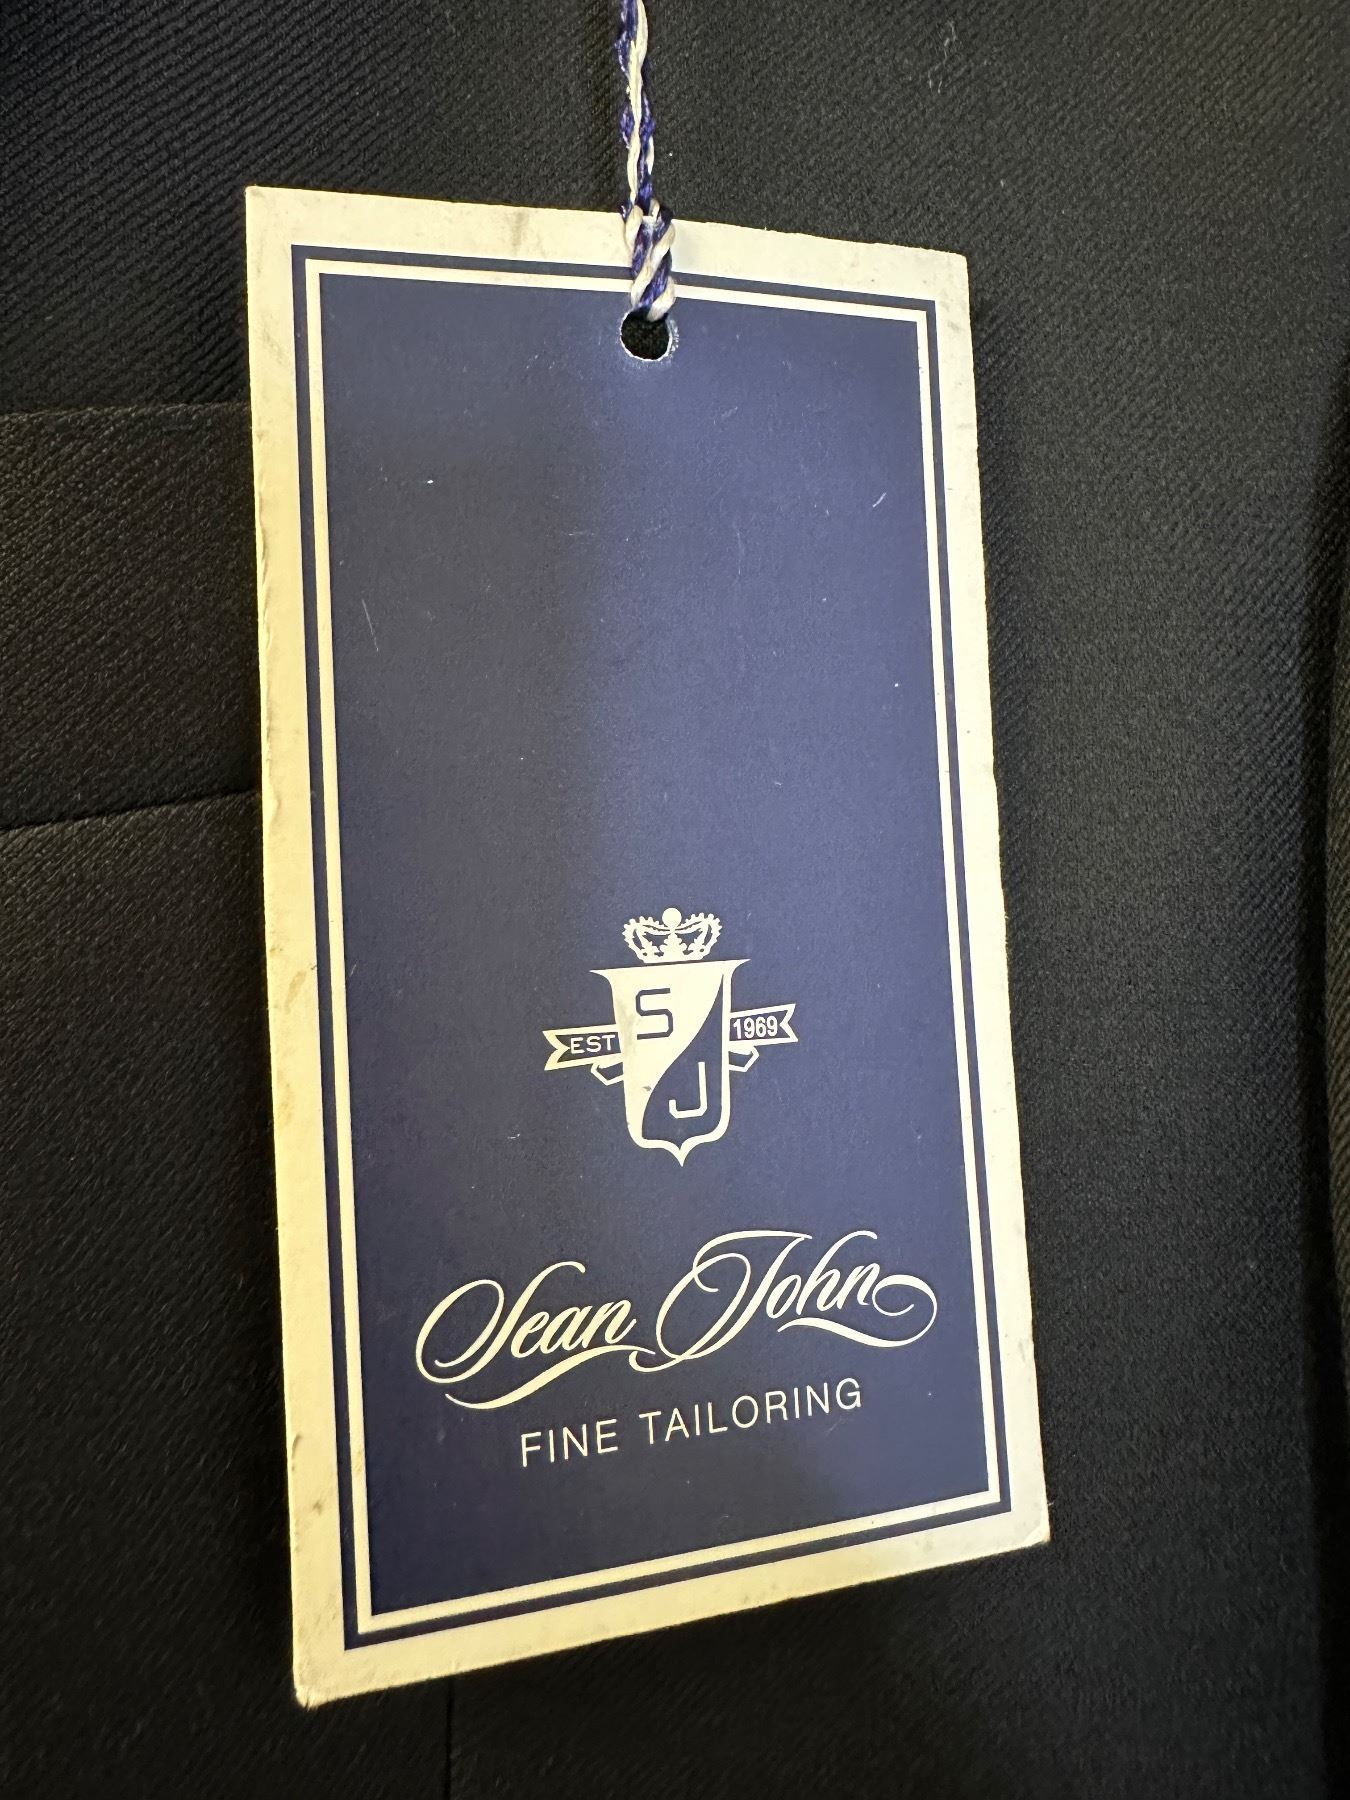 S
EST 1969
J
Sean John
FINE TAILORING